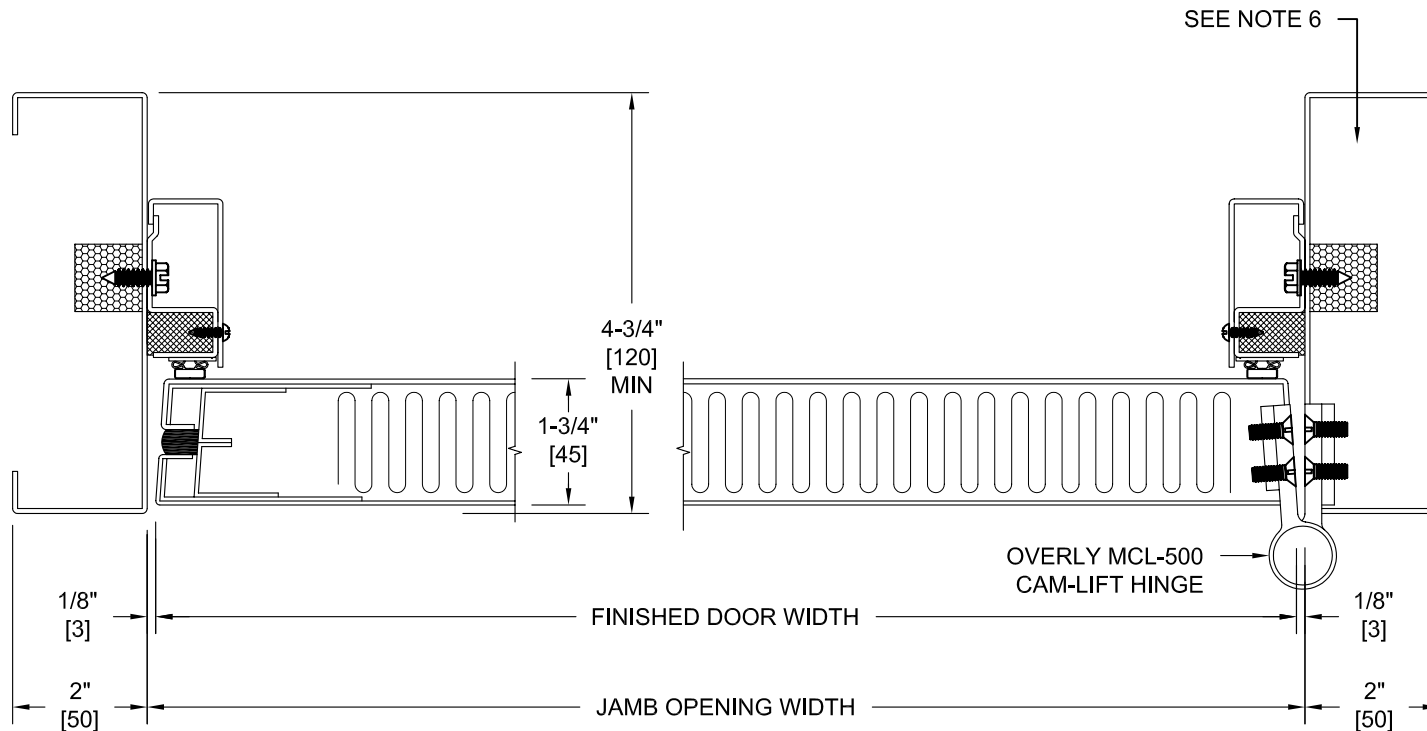 SEE NOTE 6
4-3/4"
[120]
MIN
1-3/4"
[45]
OVERLY MCL-500
CAM-LIFT HINGE
1/8"
[3]
FINISHED DOOR WIDTH
1/8"
[3]
2"
[50]
JAMB OPENING WIDTH
2"
[50]